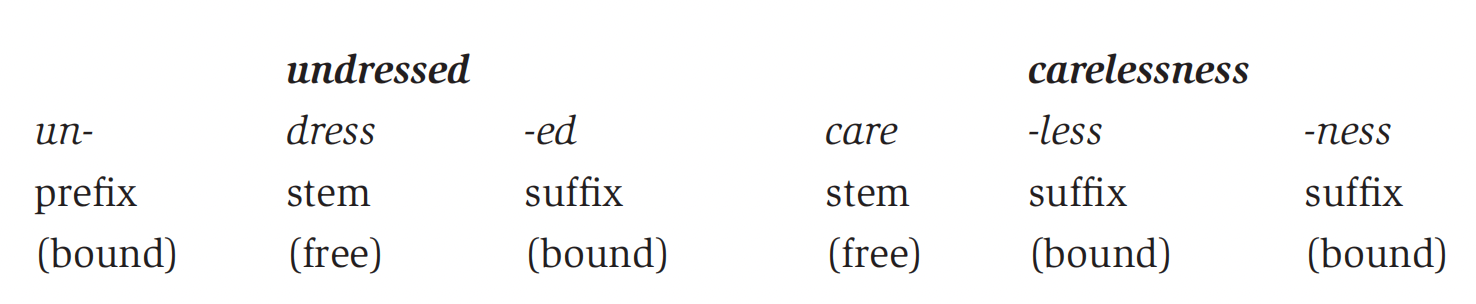 undressed carelessness
un- dress -ed care -less -ness
prefix stem suffix stem suffix suffix
(bound) (free) (bound) (free) (bound) (bound)